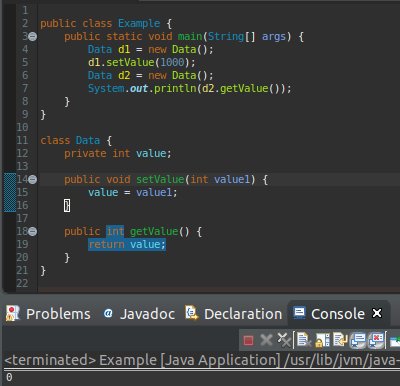 1
2 public class Example {
3 public static void main(String[] args) {
4 Data d1 = new Data();
5 d1.setValue(1000);
6 Data d2 = new Data();
7 System.out.println(d2.getValue());
8 }
9 }
10
11 class Data {
12 private int value;
13
14 public void setValue(int value1) {
15 value = value1;
16 }
17
18 public int getValue() {
19 return value;
20 }
21 }
22
Problems @ Javadoc Declaration Console
<terminated> Example [Java Application] /usr/lib/jvm/java-
0